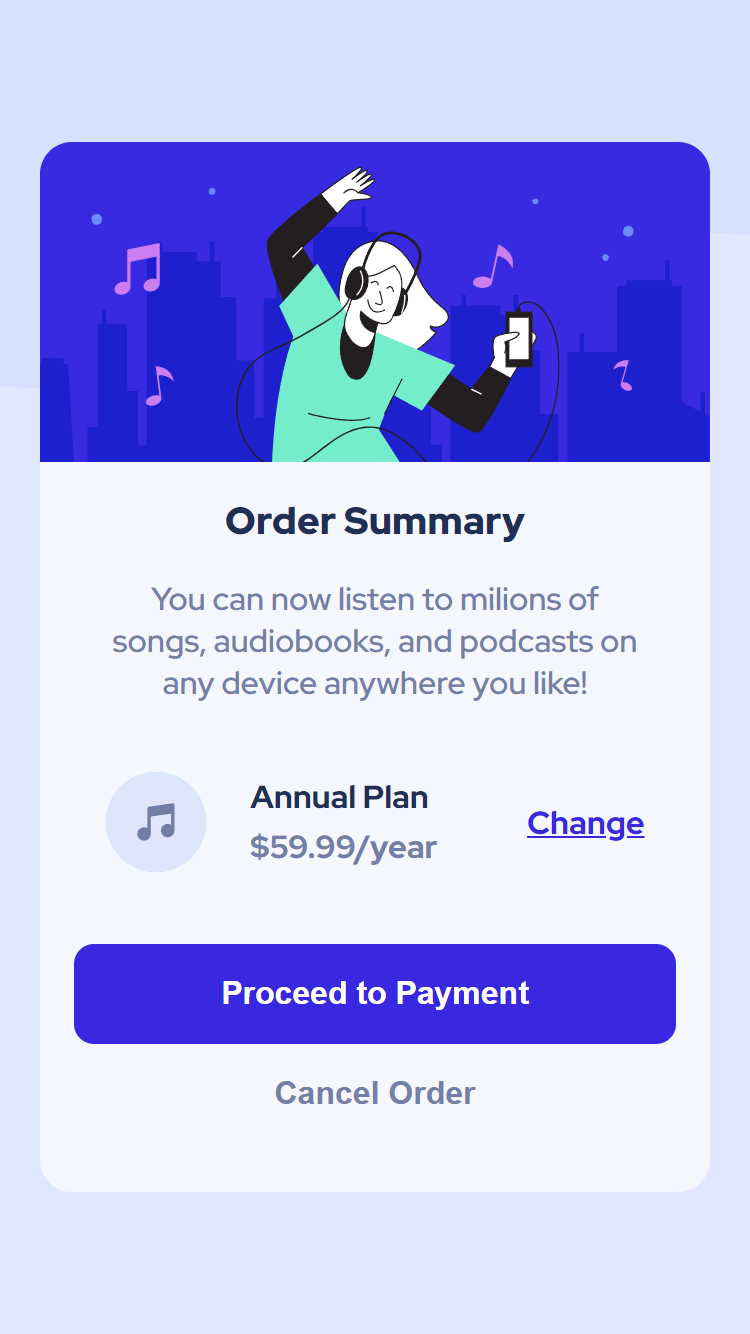 Order Summary
You can now listen to milions of
songs, audiobooks, and podcasts on
any device anywhere you like!
Annual Plan
$59.99/year
Change
Proceed to Payment
Cancel Order